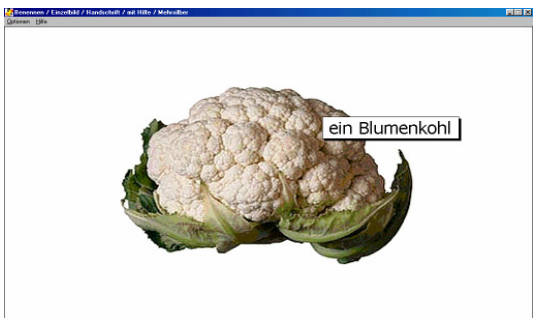 Benennen / Einzelbild / Handschrift / mit Hilfe / Mehrsilber
Optionen Hilfe
ein Blumenkohl